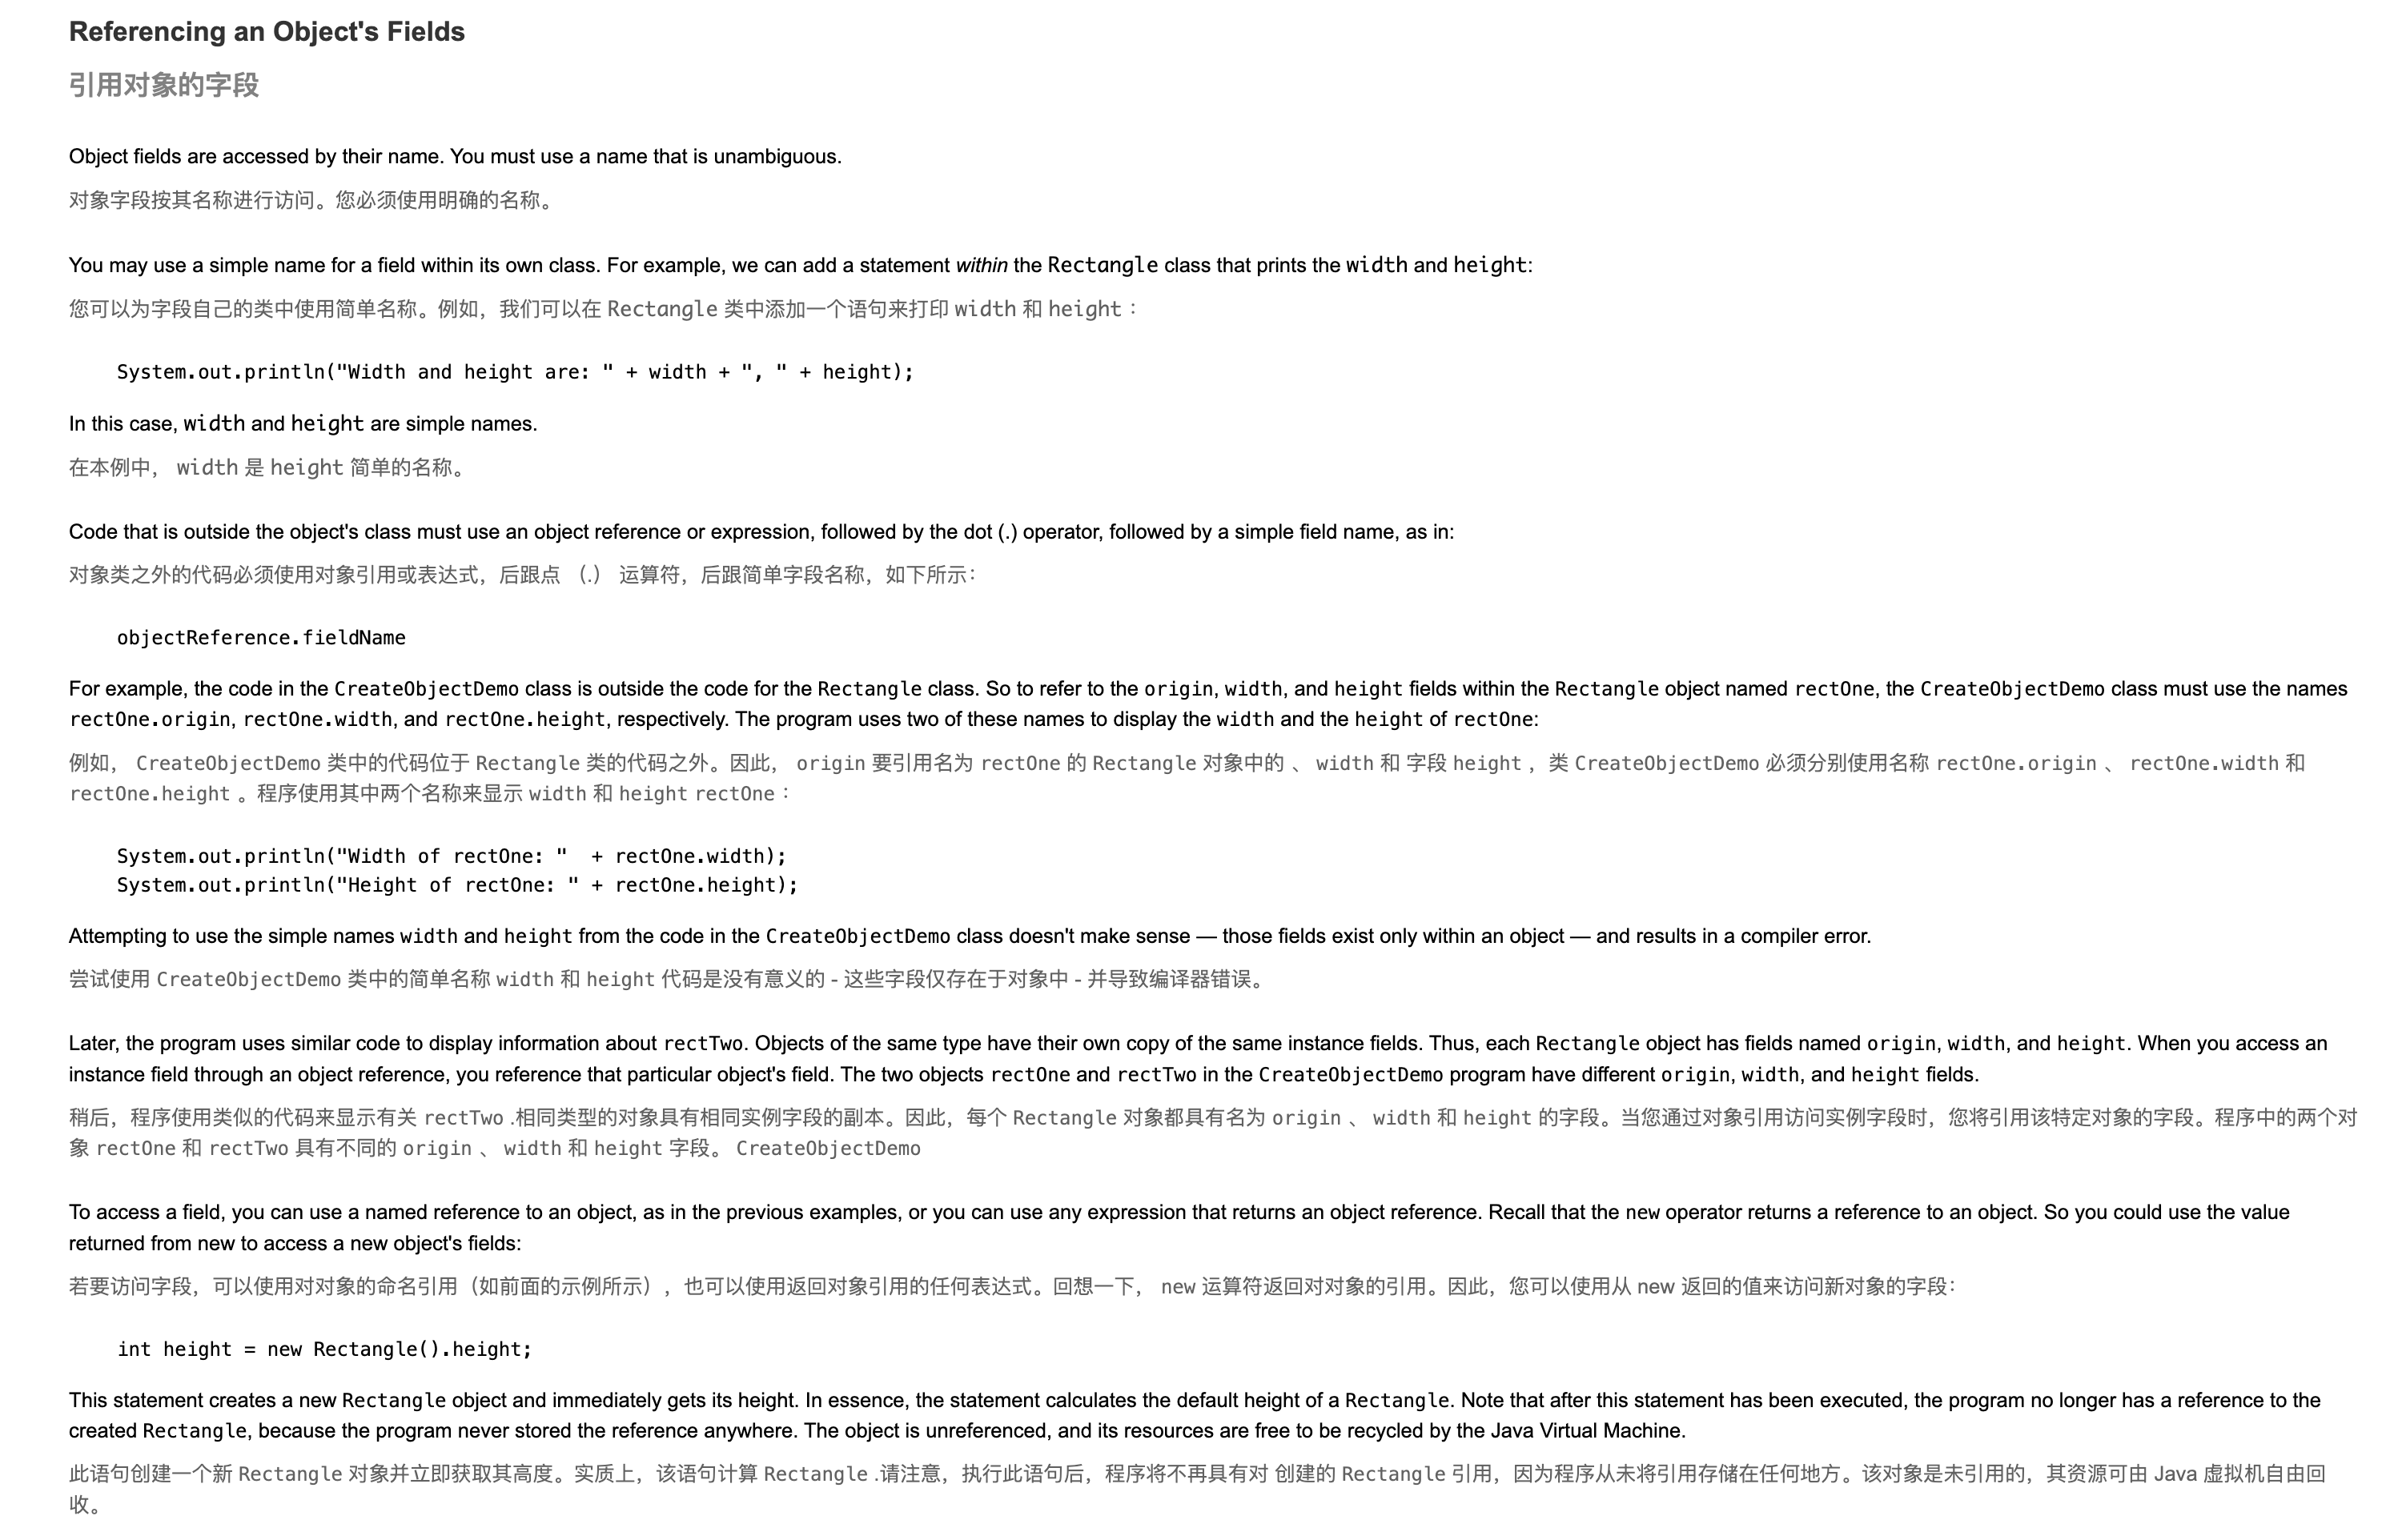 Referencing an Object's Fields
引用对象的字段
Object fields are accessed by their name. You must use a name that is unambiguous.
对象字段按其名称进行访问。您必须使用明确的名称。
You may use a simple name for a field within its own class. For example, we can add a statement within the Rectangle class that prints the width and height:
您可以为字段自己的类中使用简单名称。例如，我们可以在 Rectangle 类中添加一个语句来打印 width 和 height：
System.out.println("Width and height are: " + width + ", " + height);
In this case, width and height are simple names.
在本例中， width 是 height 简单的名称。
Code that is outside the object's class must use an object reference or expression, followed by the dot (.) operator, followed by a simple field name, as in:
对象类之外的代码必须使用对象引用或表达式，后跟点 （.） 运算符，后跟简单字段名称，如下所示：
objectReference.fieldName
For example, the code in the CreateObjectDemo class is outside the code for the Rectangle class. So to refer to the origin, width, and height fields within the Rectangle object named rectOne, the CreateObjectDemo class must use the names
rectOne.origin, rectOne.width, and rectOne.height, respectively. The program uses two of these names to display the width and the height of rectOne:
例如， CreateObjectDemo 类中的代码位于 Rectangle 类的代码之外。因此， origin 要引用名为 rectOne 的 Rectangle 对象中的 、 width 和 字段 height ，类 CreateObjectDemo 必须分别使用名称 rectOne.origin 、 rectOne.width 和
rectOne.height 。程序使用其中两个名称来显示 width 和 height rectOne：
System.out.println("Width of rectOne: "  + rectOne.width);
System.out.println("Height of rectOne: " + rectOne.height);
Attempting to use the simple names width and height from the code in the CreateObjectDemo class doesn't make sense — those fields exist only within an object — and results in a compiler error.
尝试使用 CreateObjectDemo 类中的简单名称 width 和 height 代码是没有意义的 - 这些字段仅存在于对象中 - 并导致编译器错误。
Later, the program uses similar code to display information about rectTwo. Objects of the same type have their own copy of the same instance fields. Thus, each Rectangle object has fields named origin, width, and height. When you access an
instance field through an object reference, you reference that particular object's field. The two objects rectOne and rectTwo in the CreateObjectDemo program have different origin, width, and height fields.
稍后，程序使用类似的代码来显示有关 rectTwo .相同类型的对象具有相同实例字段的副本。因此，每个 Rectangle 对象都具有名为 origin 、 width 和 height 的字段。当您通过对象引用访问实例字段时，您将引用该特定对象的字段。程序中的两个对
象 rectOne 和 rectTwo 具有不同的 origin 、 width 和 height 字段。 CreateObjectDemo
To access a field, you can use a named reference to an object, as in the previous examples, or you can use any expression that returns an object reference. Recall that the new operator returns a reference to an object. So you could use the value
returned from new to access a new object's fields:
若要访问字段，可以使用对对象的命名引用（如前面的示例所示），也可以使用返回对象引用的任何表达式。回想一下， new 运算符返回对对象的引用。因此，您可以使用从 new 返回的值来访问新对象的字段：
int height = new Rectangle().height;
This statement creates a new Rectangle object and immediately gets its height. In essence, the statement calculates the default height of a Rectangle. Note that after this statement has been executed, the program no longer has a reference to the
created Rectangle, because the program never stored the reference anywhere. The object is unreferenced, and its resources are free to be recycled by the Java Virtual Machine.
此语句创建一个新 Rectangle 对象并立即获取其高度。实质上，该语句计算 Rectangle .请注意，执行此语句后，程序将不再具有对 创建的 Rectangle 引用，因为程序从未将引用存储在任何地方。该对象是未引用的，其资源可由 Java 虚拟机自由回
收。